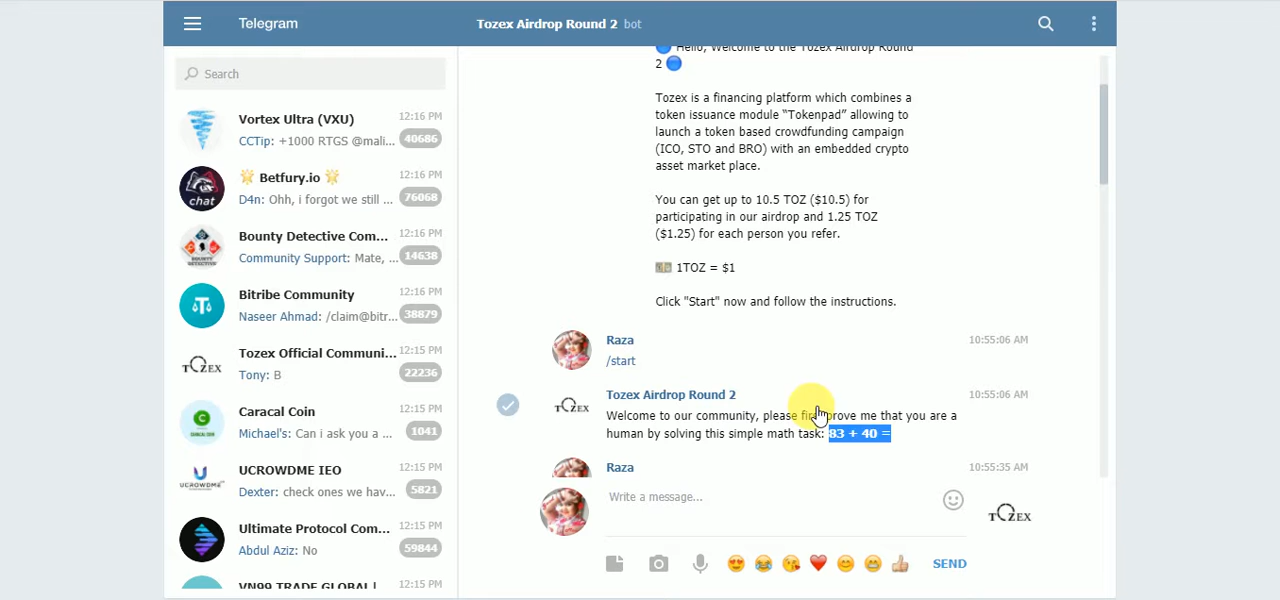 Telegram
Tozex Airdrop Round 2 bot
Search
Vortex Ultra (VXU) 12:16 PM
CCTip: +1000 RTGS @mali... 40686
Betfury.io 12:16 PM
chat
D4n: Ohh, i forgot we still ... 76068
Bounty Detective Com... 12:16 PM
Community Support: Mate, ... 14638
Bitribe Community 12:16 PM
Naseer Ahmad: /claim@bitr... 38879
Tozex Official Communi... 12:15 PM
TOZEX
Tony: B 22236
Caracal Coin 12:15 PM
Michael's: Can i ask you a ... 1041
UCROWDME IEO 12:15 PM
Dexter: check ones we hav... 5821
Ultimate Protocol Com... 12:15 PM
Abdul Aziz: No 59844
VN99 TRADE GLOBAL | 12:15 PM
Hello, Welcome to the Tozex Airdrop Round
2
Tozex is a financing platform which combines a
token issuance module “Tokenpad” allowing to
launch a token based crowdfunding campaign
(ICO, STO and BRO) with an embedded crypto
asset market place.
You can get up to 10.5 TOZ ($10.5) for
participating in our airdrop and 1.25 TOZ
($1.25) for each person you refer.
1TOZ = $1
Click "Start" now and follow the instructions.
Raza 10:55:06 AM
/start
Tozex Airdrop Round 2 10:55:06 AM
TOZEX
Welcome to our community, please first prove me that you are a
human by solving this simple math task: 83 + 40 =
Raza 10:55:35 AM
Write a message...
TOZEX
SEND